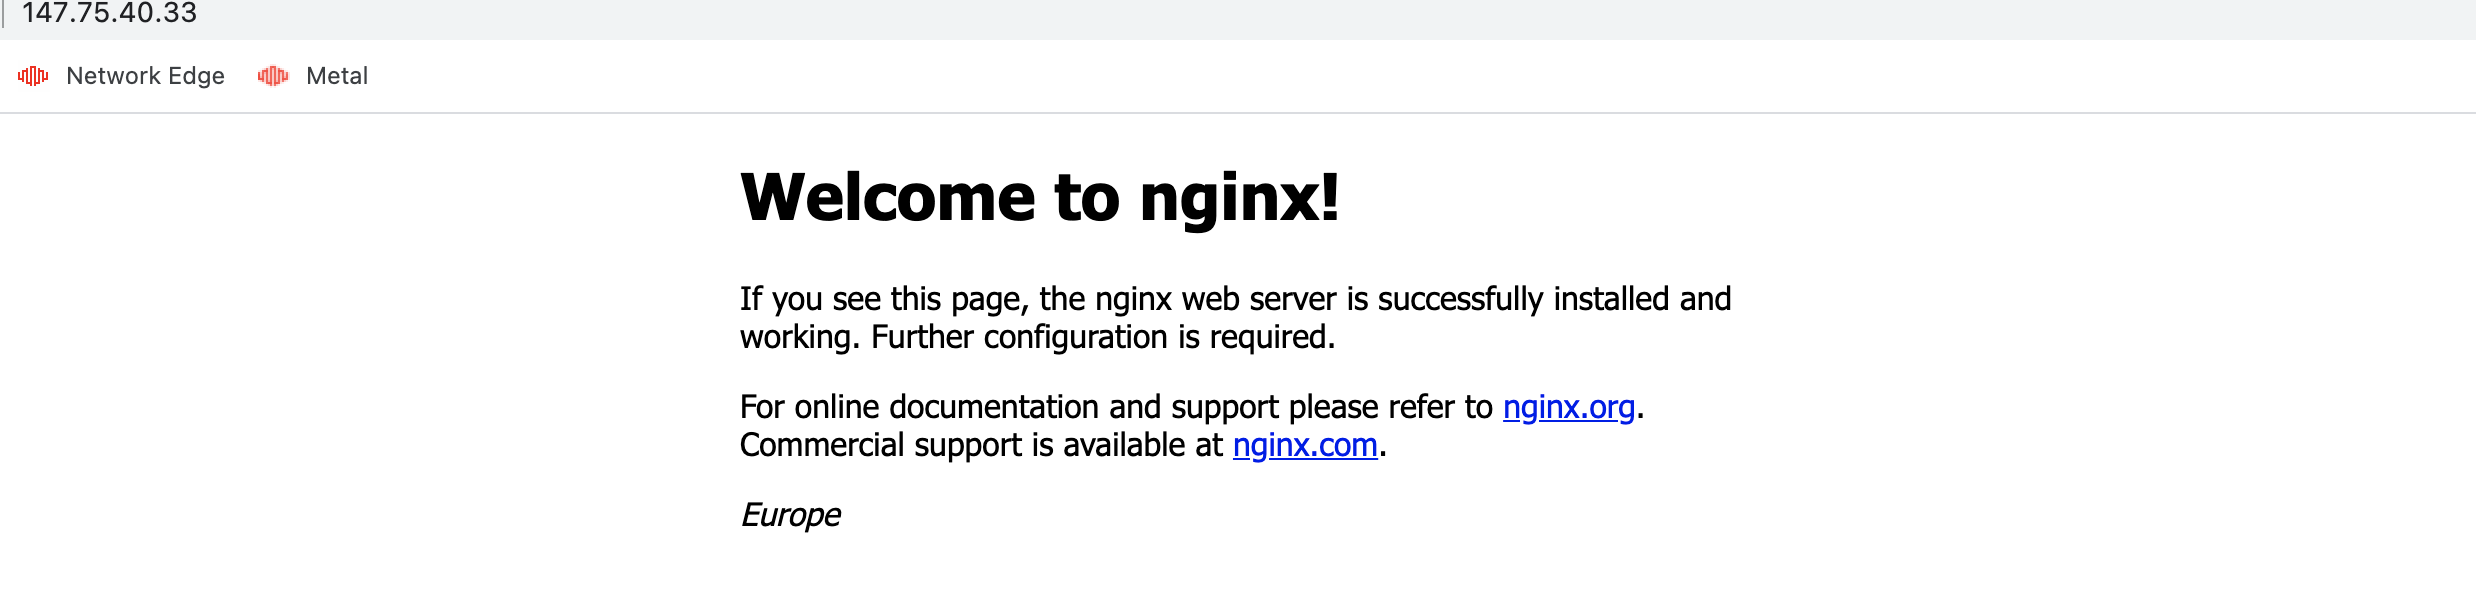 147.75.40.33
Network Edge Metal
Welcome to nginx!
If you see this page, the nginx web server is successfully installed and
working. Further configuration is required.
For online documentation and support please refer to nginx.org.
Commercial support is available at nginx.com.
Europe